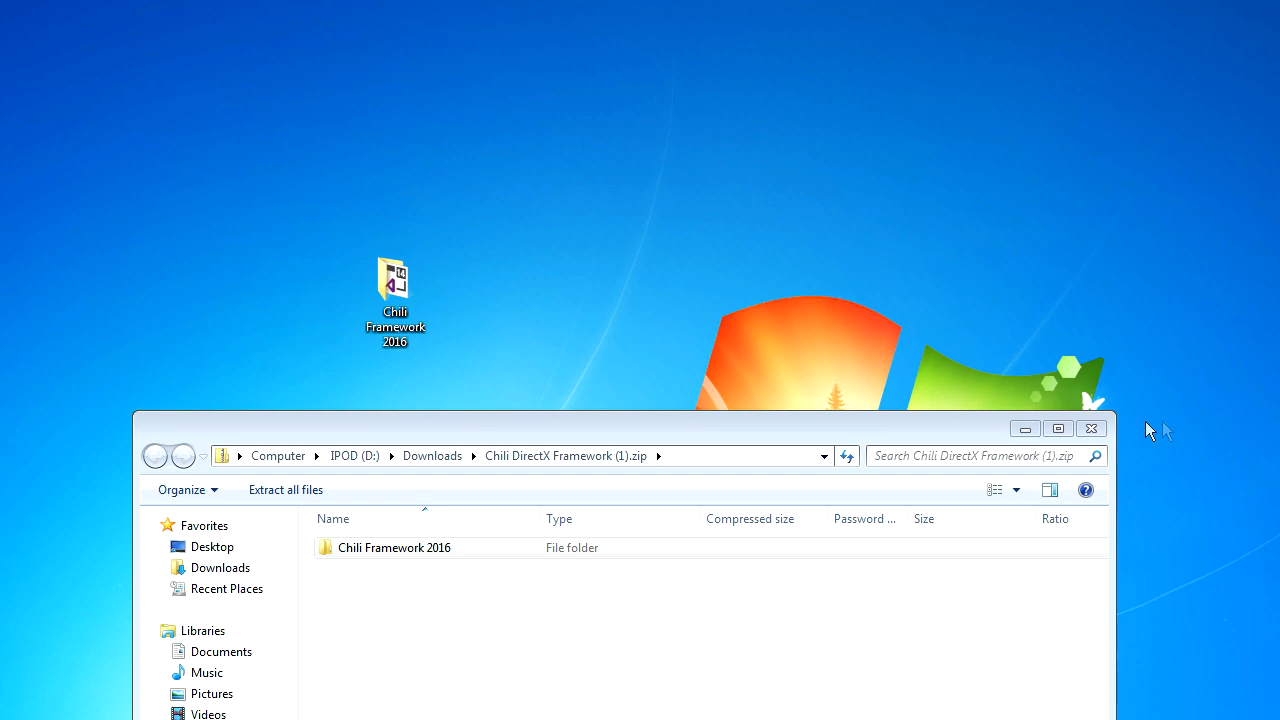 14
Chili
Framework
2016
Computer IPOD (D:) Downloads Chili DirectX Framework (1).zip Search Chili DirectX Framework (1).zip
Organize Extract all files
Name Type Compressed size Password ... Size Ratio
Chili Framework 2016 File folder
Favorites
Desktop
Downloads
Recent Places
Libraries
Documents
Music
Pictures
Videos